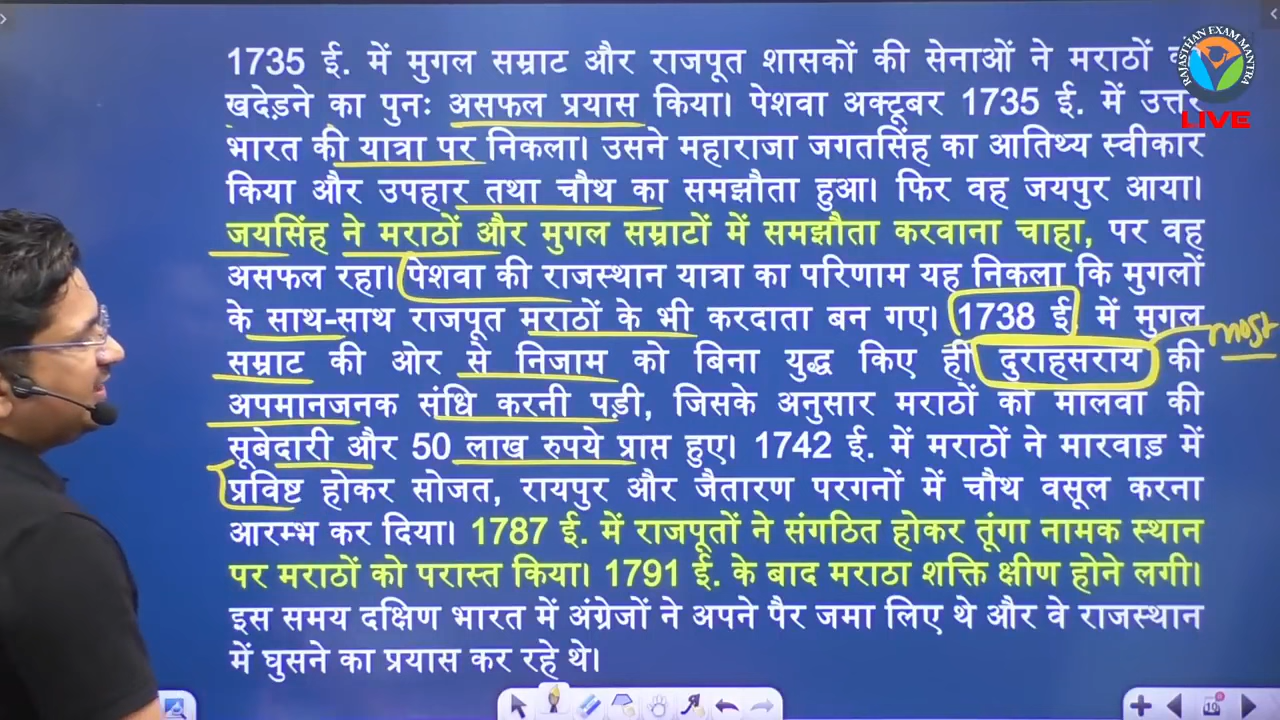 1735 ई. में मुगल सम्राट और राजपूत शासकों की सेनाओं ने मराठों
खदेड़ने का पुनः असफल प्रयास किया। पेशवा अक्टूबर 1735 ई. में उत्तर
भारत की यात्रा पर निकला। उसने महाराजा जगतसिंह का आतिथ्य स्वीकार
किया और उपहार तथा चौथ का समझौता हुआ। फिर वह जयपुर आया।
जयसिंह ने मराठों और मुगल सम्राटों में समझौता करवाना चाहा, पर वह
असफल रहा। पेशवा की राजस्थान यात्रा का परिणाम यह निकला कि मुगलों
के साथ-साथ राजपूत मराठों के भी करदाता बन गए। 1738 ई में मुगल
सम्राट की ओर से निजाम को बिना युद्ध किए ही दुराहसराय की
अपमानजनक संधि करनी पड़ी, जिसके अनुसार मराठों को मालवा की
सूबेदारी और 50 लाख रुपये प्राप्त हुए। 1742 ई. में मराठों ने मारवाड़ में
प्रविष्ट होकर सोजत, रायपुर और जैतारण परगनों में चौथ वसूल करना
आरम्भ कर दिया। 1787 ई. में राजपूतों ने संगठित होकर तूंगा नामक स्थान
पर मराठों को परास्त किया। 1791 ई. के बाद मराठा शक्ति क्षीण होने लगी।
इस समय दक्षिण भारत में अंग्रेजों ने अपने पैर जमा लिए थे और वे राजस्थान
में घुसने का प्रयास कर रहे थे।
most
RAJASTHAN EXAM MANTRA
LIVE
19